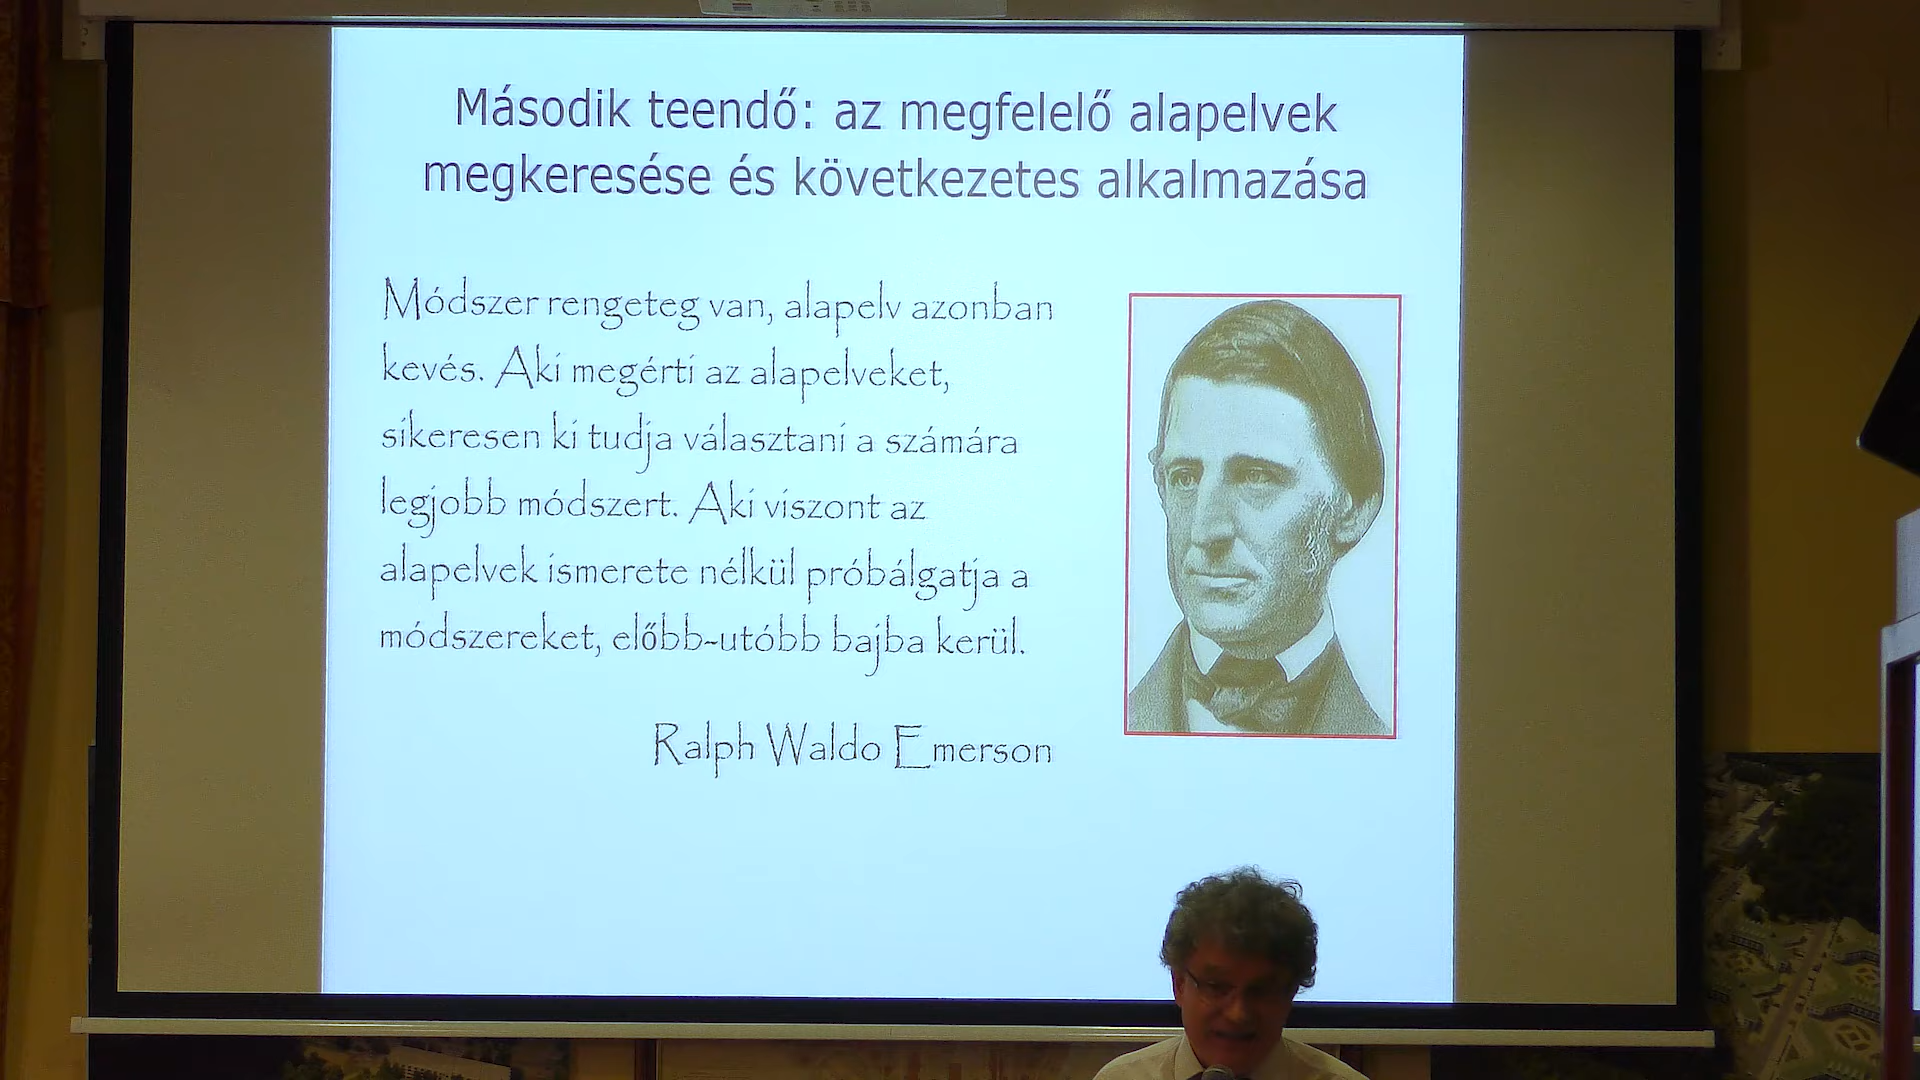 Második teendő: az megfelelő alapelvek
megkeresése és következetes alkalmazása
Módszer rengeteg van, alapelv azonban
kevés. Aki megérti az alapelveket,
sikeresen ki tudja választani a számára
legjobb módszert. Aki viszont az
alapelvek ismerete nélkül próbálgatja a
módszereket, előbb-utóbb bajba kerül.
Ralph Waldo Emerson